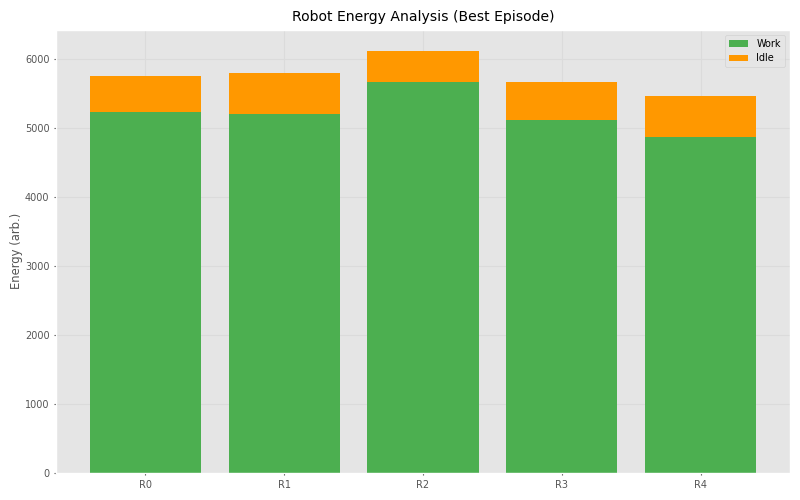 Robot Energy Analysis (Best Episode)
Work
Idle
Energy (arb.)
6000
5000
4000
3000
2000
1000
0
R0 R1 R2 R3 R4